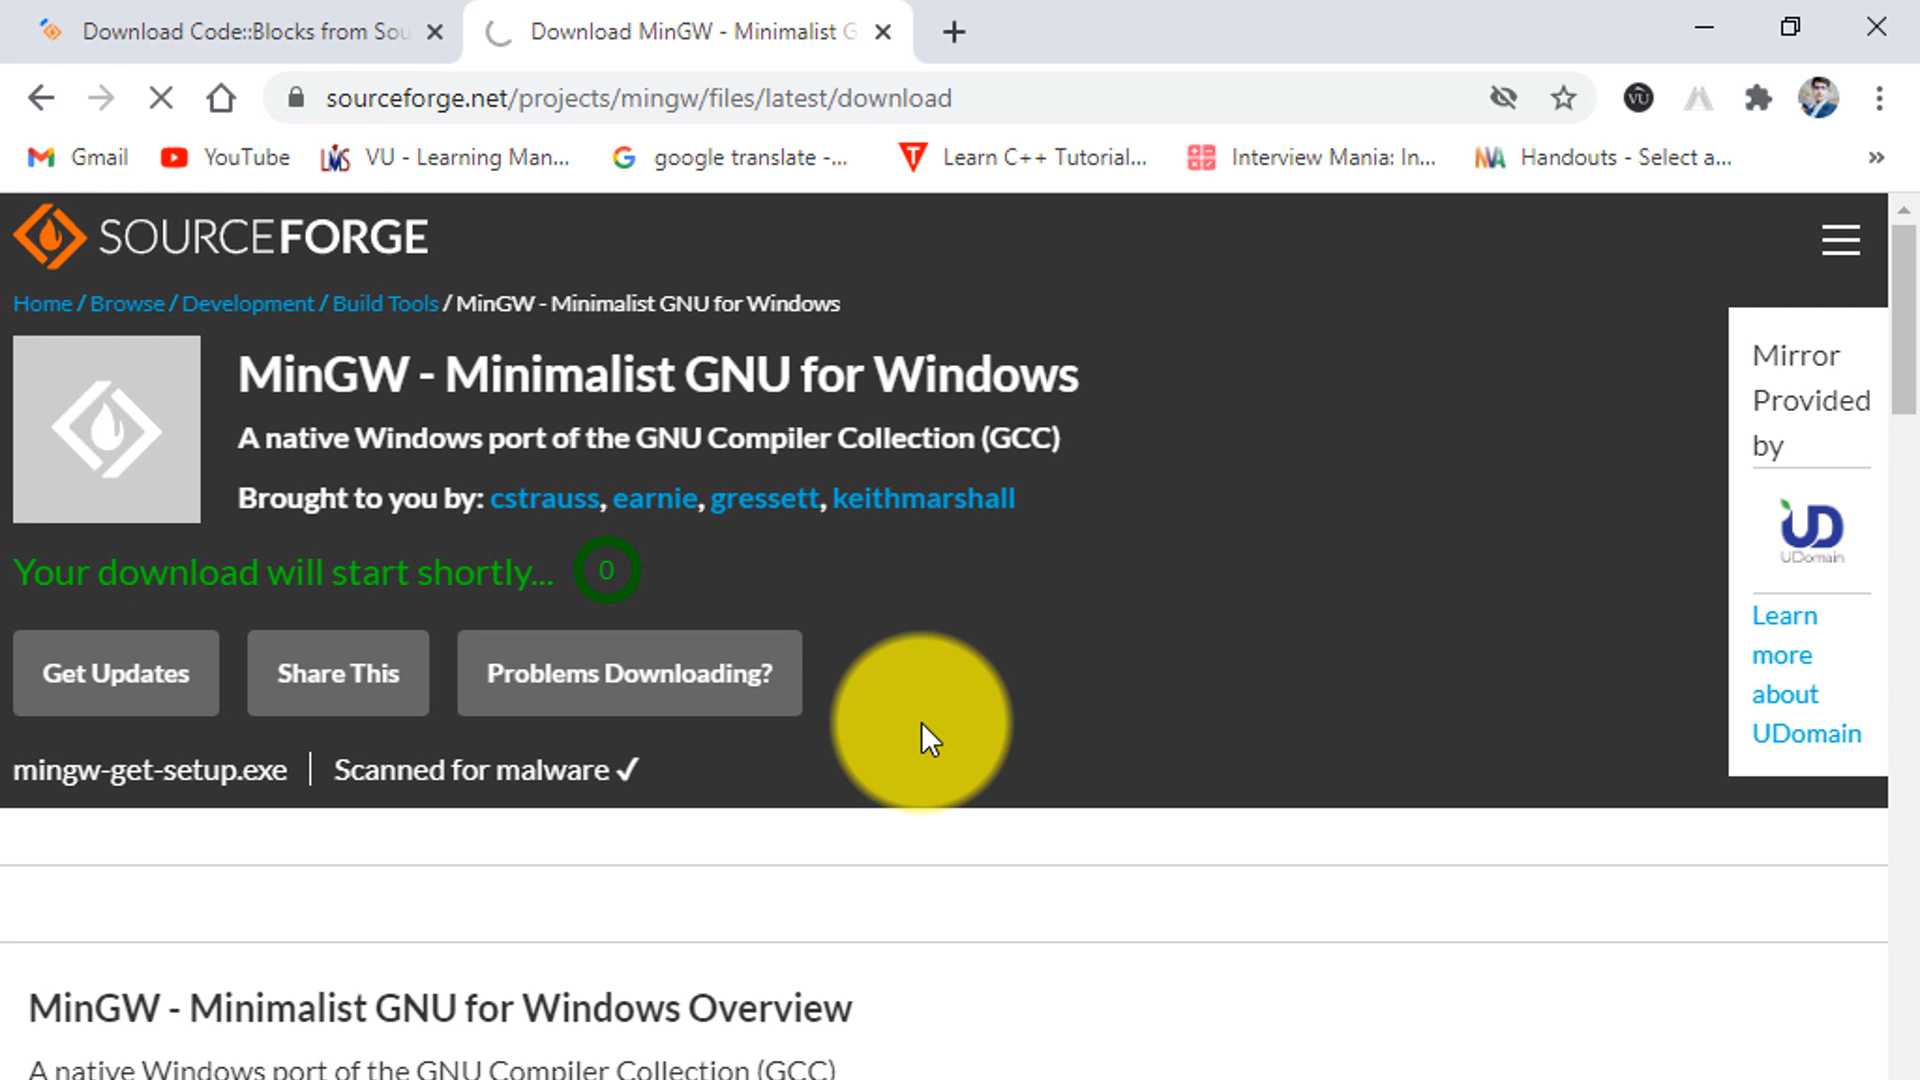 Download Code::Blocks from Sou
Download MinGW - Minimalist G
sourceforge.net/projects/mingw/files/latest/download
VU
Gmail
YouTube
LMS
VU - Learning Man...
google translate -...
Learn C++ Tutorial...
Interview Mania: In...
Handouts - Select a...
»
SOURCEFORGE
Home / Browse / Development / Build Tools / MinGW - Minimalist GNU for Windows
MinGW - Minimalist GNU for Windows
A native Windows port of the GNU Compiler Collection (GCC)
Brought to you by: cstrauss, earnie, gressett, keithmarshall
Your download will start shortly... 0
Get Updates
Share This
Problems Downloading?
mingw-get-setup.exe | Scanned for malware ✓
Mirror
Provided
by
UD
UDomain
Learn
more
about
UDomain
MinGW - Minimalist GNU for Windows Overview
A native Windows port of the GNU Compiler Collection (GCC)